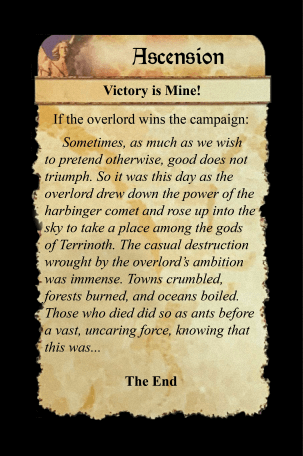 Ascension
Victory is Mine!
If the overlord wins the campaign:
Sometimes, as much as we wish
to pretend otherwise, good does not
triumph. So it was this day as the
overlord drew down the power of the
harbinger comet and rose up into the
sky to take a place among the gods
of Terrinoth. The casual destruction
wrought by the overlord's ambition
was immense. Towns crumbled,
forests burned, and oceans boiled.
Those who died did so as ants before
a vast, uncaring force, knowing that
this was...
The End